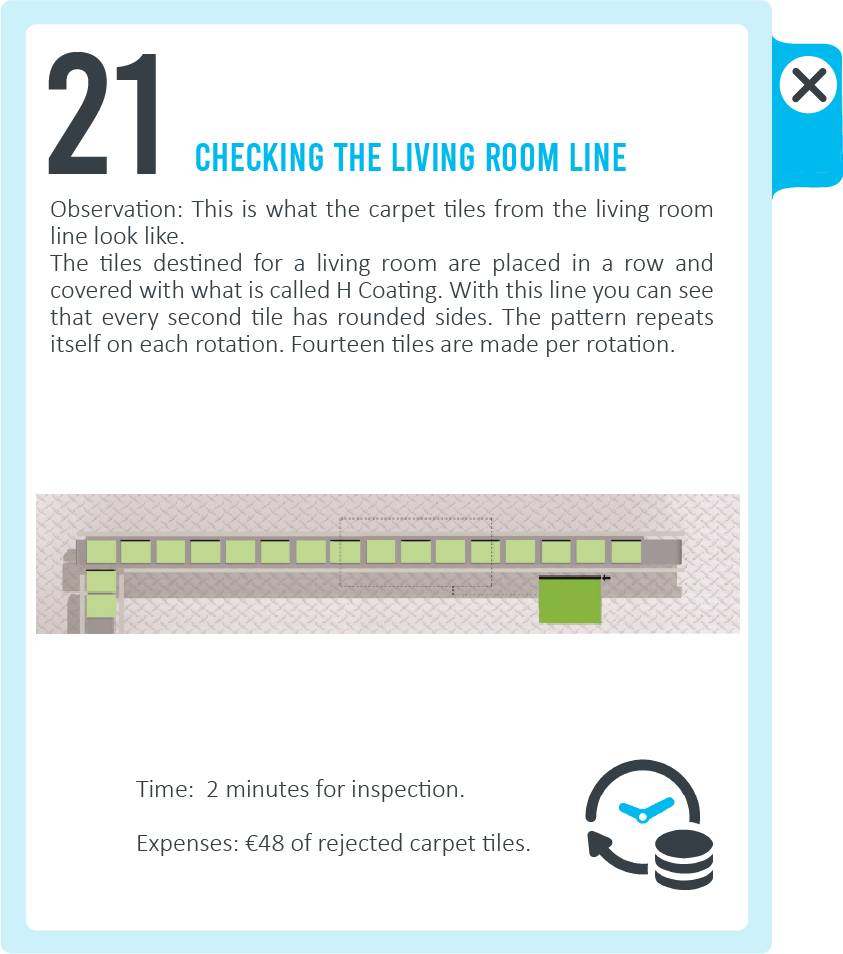 21
CHECKING THE LIVING ROOM LINE
Observation: This is what the carpet tiles from the living room
line look like.
The tiles destined for a living room are placed in a row and
covered with what is called H Coating. With this line you can see
that every second tile has rounded sides. The pattern repeats
itself on each rotation. Fourteen tiles are made per rotation.
Time: 2 minutes for inspection.
Expenses: €48 of rejected carpet tiles.